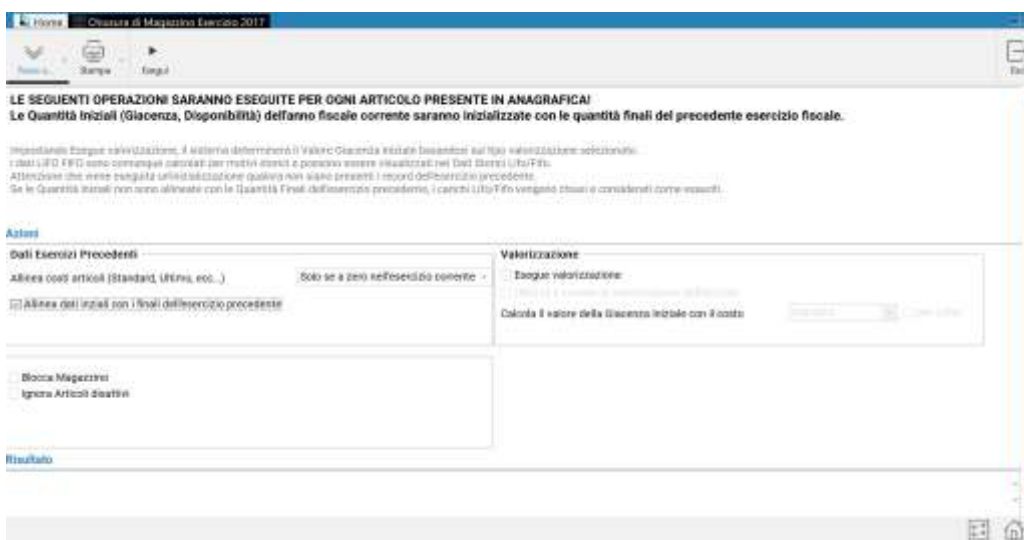 Home
Chiusura di Magazzino Esercizio 2017
Stampa
Esegui
LE SEGUENTI OPERAZIONI SARANNO ESEGUITE PER OGNI ARTICOLO PRESENTE IN ANAGRAFICA!
Le Quantità Iniziali (Giacenza, Disponibilità) dell'anno fiscale corrente saranno inizializzate con le quantità finali del precedente esercizio fiscale.
Impostando Esegue valorizzazione, il sistema determinerà il Valore Giacenza Iniziale basandosi sul tipo valorizzazione selezionato.
I dati LIFO FIFO sono comunque calcolati per motivi storici e possono essere visualizzati nei Dati Storici Lifo/Fifo.
Attenzione che viene eseguita un'inizializzazione qualora non siano presenti i record dell'esercizio precedente.
Se le Quantità Iniziali non sono allineate con le Quantità Finali dell'esercizio precedente, i carichi Lifo/Fifo vengono chiusi e considerati come esauriti.
Azioni
Dati Esercizi Precedenti
Allinea costi articoli (Standard, Ultimo, ecc...)
Solo se a zero nell'esercizio corrente
Allinea dati inziali con i finali dell'esercizio precedente
Valorizzazione
Esegue valorizzazione
Calcola il valore della Giacenza Iniziale con il costo
Blocca Magazzino
Ignora Articoli disattivi
Risultato